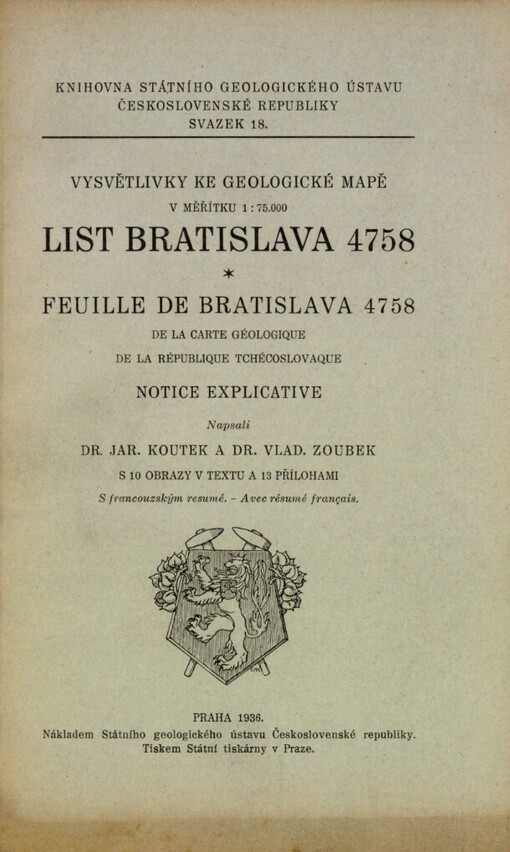 KNIHOVNA STÁTNÍHO GEOLOGICKÉHO ÚSTAVU
ČESKOSLOVENSKÉ REPUBLIKY
SVAZEK 18.
VYSVĚTLIVKY KE GEOLOGICKÉ MAPĚ
V MĚŘÍTKU 1 : 75.000
LIST BRATISLAVA 4758
*
FEUILLE DE BRATISLAVA 4758
DE LA CARTE GÉOLOGIQUE
DE LA RÉPUBLIQUE TCHÉCOSLOVAQUE
NOTICE EXPLICATIVE
Napsali
DR. JAR. KOUTEK A DR. VLAD. ZOUBEK
S 10 OBRAZY V TEXTU A 13 PŘÍLOHAMI
S francouzským resumé. – Avec résumé français.
PRAHA 1936.
Nákladem Státního geologického ústavu Československé republiky.
Tiskem Státní tiskárny v Praze.